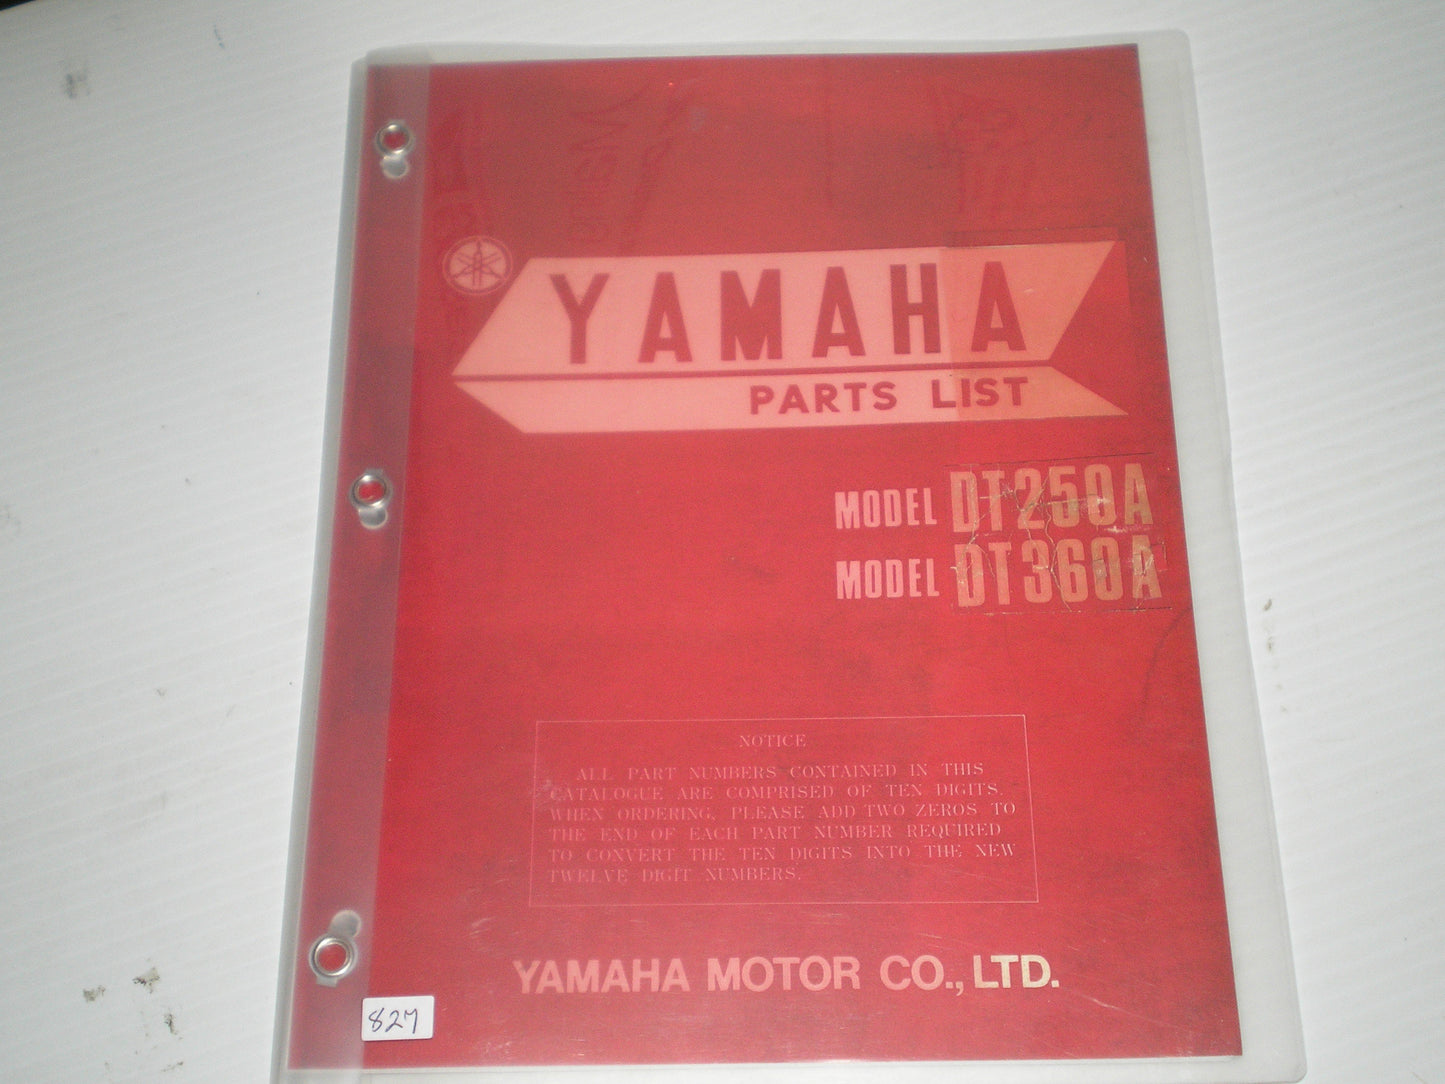 YAMAHA
PARTS LIST
MODEL DT250A
MODEL DT360A
NOTICE
ALL PART NUMBERS CONTAINED IN THIS
CATALOGUE ARE COMPRISED OF TEN DIGITS.
WHEN ORDERING, PLEASE ADD TWO ZEROS TO
THE END OF EACH PART NUMBER REQUIRED
TO CONVERT THE TEN DIGITS INTO THE NEW
TWELVE DIGIT NUMBERS.
YAMAHA MOTOR CO., LTD.
827